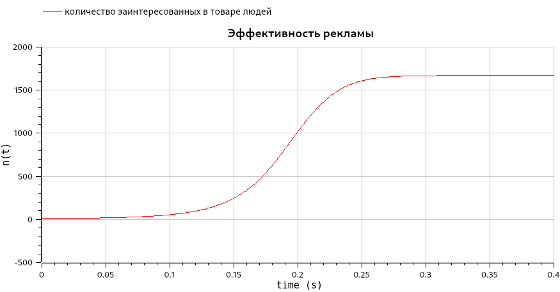 количество заинтересованных в товаре людей
Эффективность рекламы
2000
1500
1000
500
0
-500
n(t)
0 0.05 0.1 0.15 0.2 0.25 0.3 0.35 0.4
time (s)